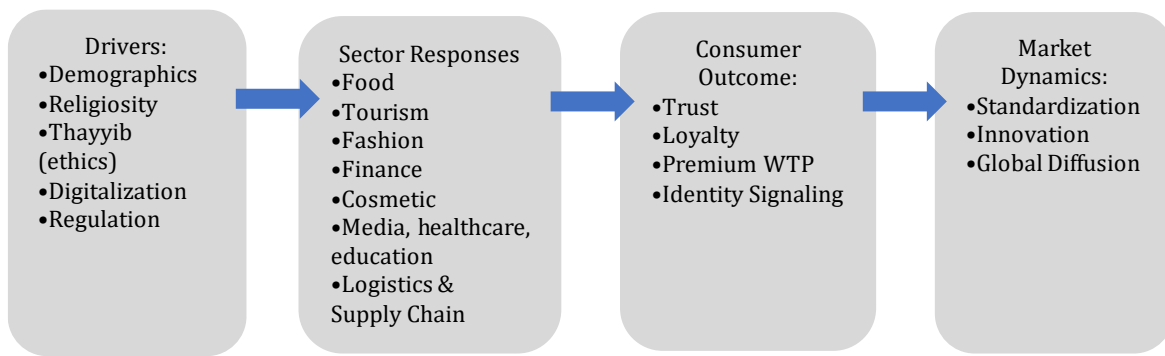 Drivers:
•Demographics
•Religiosity
•Thayyib
(ethics)
•Digitalization
•Regulation
Sector Responses
•Food
•Tourism
•Fashion
•Finance
•Cosmetic
•Media, healthcare,
education
•Logistics &
Supply Chain
Consumer
Outcome:
•Trust
•Loyalty
•Premium WTP
•Identity Signaling
Market
Dynamics:
•Standardization
•Innovation
•Global Diffusion